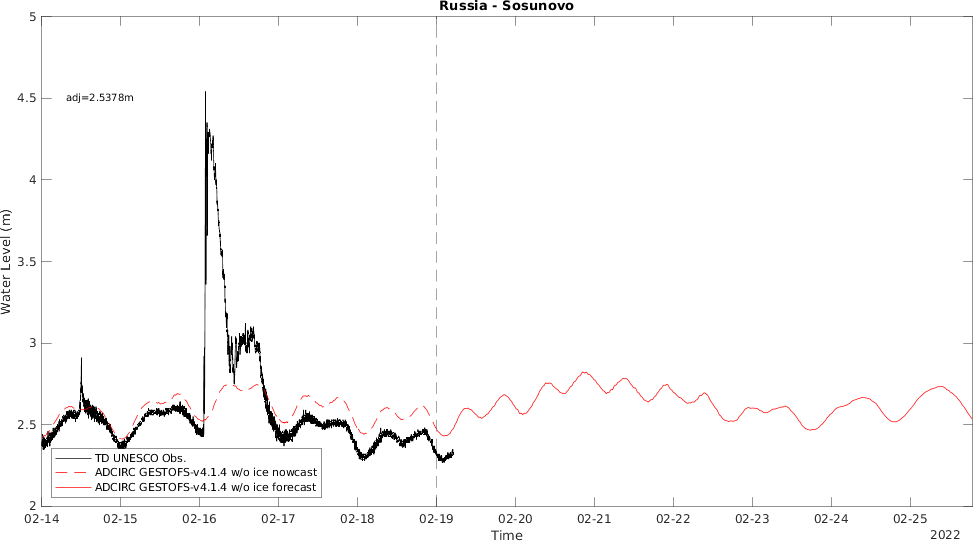 Russia - Sosunovo
5
4.5
4
3.5
3
2.5
2
Water Level (m)
adj=2.5378m
TD UNESCO Obs.
ADCIRC GESTOFS-v4.1.4 w/o ice nowcast
ADCIRC GESTOFS-v4.1.4 w/o ice forecast
02-14 02-15 02-16 02-17 02-18 02-19 02-20 02-21 02-22 02-23 02-24 02-25
Time
2022